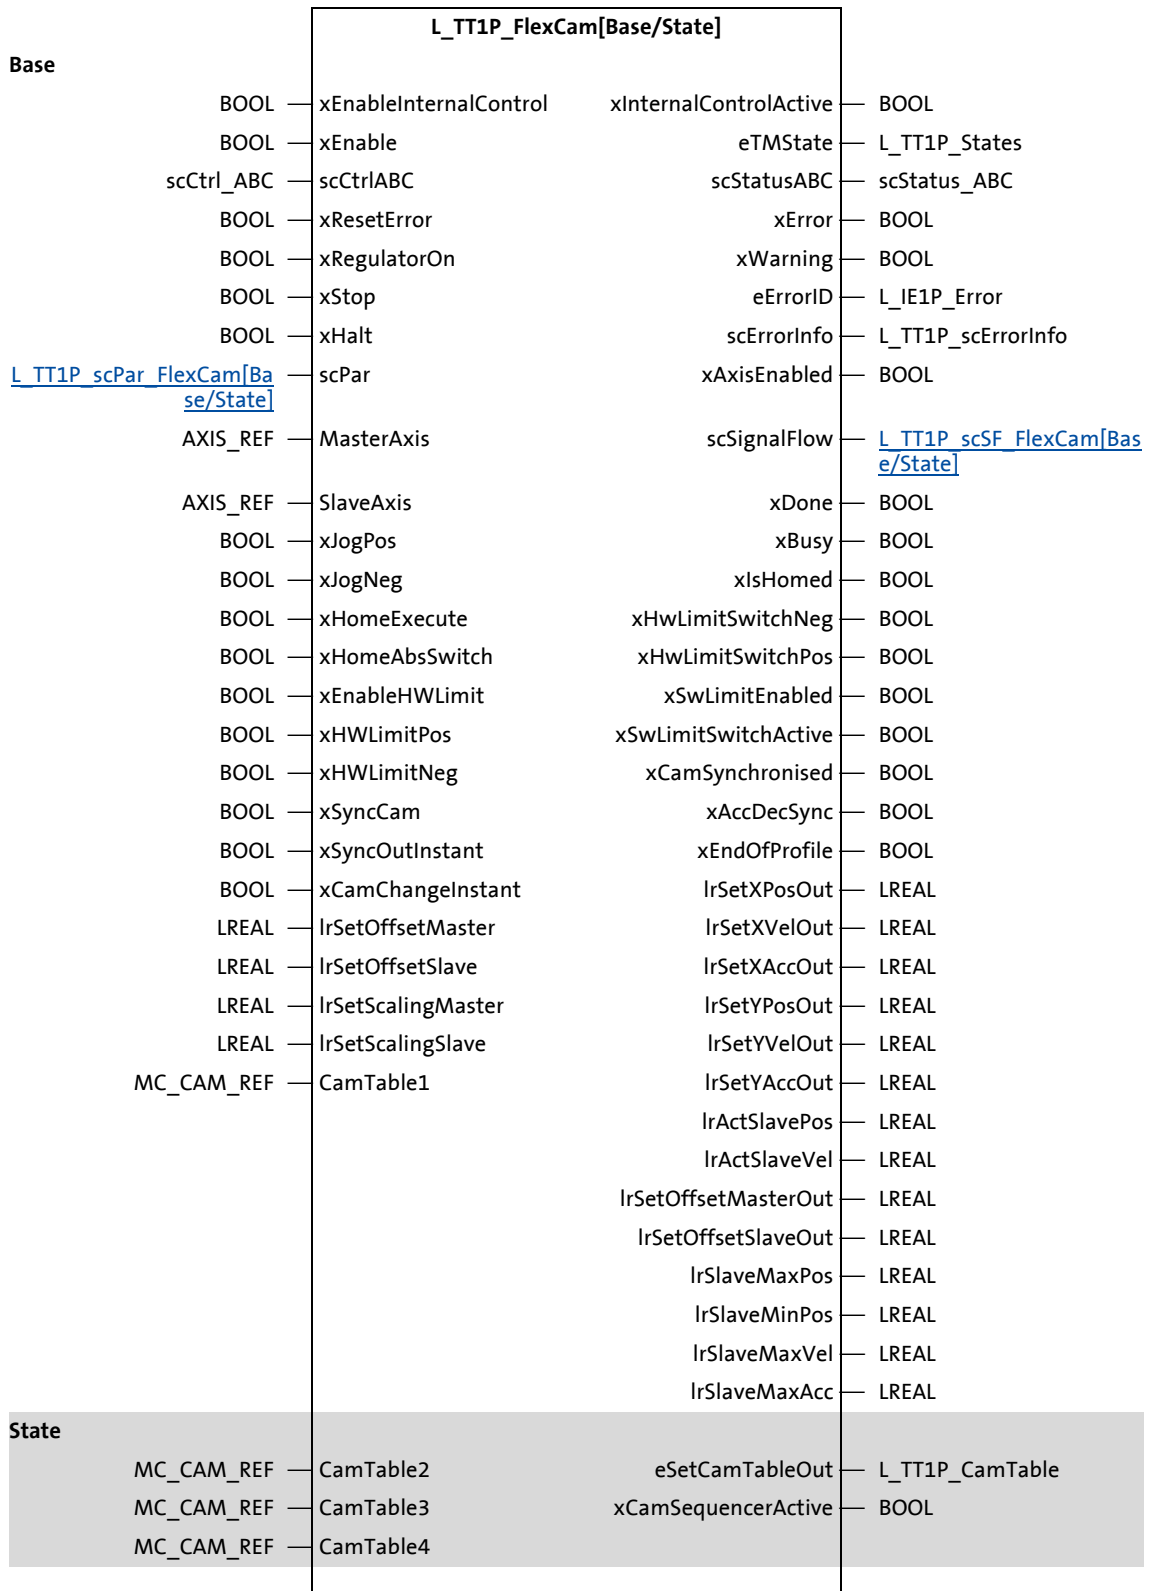 L_TT1P_FlexCam[Base/State]
Base
BOOL xEnableInternalControl xInternalControlActive BOOL
BOOL xEnable eTMState L_TT1P_States
scCtrl_ABC scCtrlABC scStatusABC scStatus_ABC
BOOL xResetError xError BOOL
BOOL xRegulatorOn xWarning BOOL
BOOL xStop eErrorID L_IE1P_Error
BOOL xHalt scErrorInfo L_TT1P_scErrorInfo
L_TT1P_scPar_FlexCam[Ba scPar xAxisEnabled BOOL
se/State]
AXIS_REF MasterAxis scSignalFlow L_TT1P_scSF_FlexCam[Bas
e/State]
AXIS_REF SlaveAxis xDone BOOL
BOOL xJogPos xBusy BOOL
BOOL xJogNeg xIsHomed BOOL
BOOL xHomeExecute xHwLimitSwitchNeg BOOL
BOOL xHomeAbsSwitch xHwLimitSwitchPos BOOL
BOOL xEnableHWLimit xSwLimitEnabled BOOL
BOOL xHWLimitPos xSwLimitSwitchActive BOOL
BOOL xHWLimitNeg xCamSynchronised BOOL
BOOL xSyncCam xAccDecSync BOOL
BOOL xSyncOutInstant xEndOfProfile BOOL
BOOL xCamChangeInstant lrSetXPosOut LREAL
LREAL lrSetOffsetMaster lrSetXVelOut LREAL
LREAL lrSetOffsetSlave lrSetXAccOut LREAL
LREAL lrSetScalingMaster lrSetYPosOut LREAL
LREAL lrSetScalingSlave lrSetYVelOut LREAL
MC_CAM_REF CamTable1 lrSetYAccOut LREAL
lrActSlavePos LREAL
lrActSlaveVel LREAL
lrSetOffsetMasterOut LREAL
lrSetOffsetSlaveOut LREAL
lrSlaveMaxPos LREAL
lrSlaveMinPos LREAL
lrSlaveMaxVel LREAL
lrSlaveMaxAcc LREAL
State
MC_CAM_REF CamTable2 eSetCamTableOut L_TT1P_CamTable
MC_CAM_REF CamTable3 xCamSequencerActive BOOL
MC_CAM_REF CamTable4